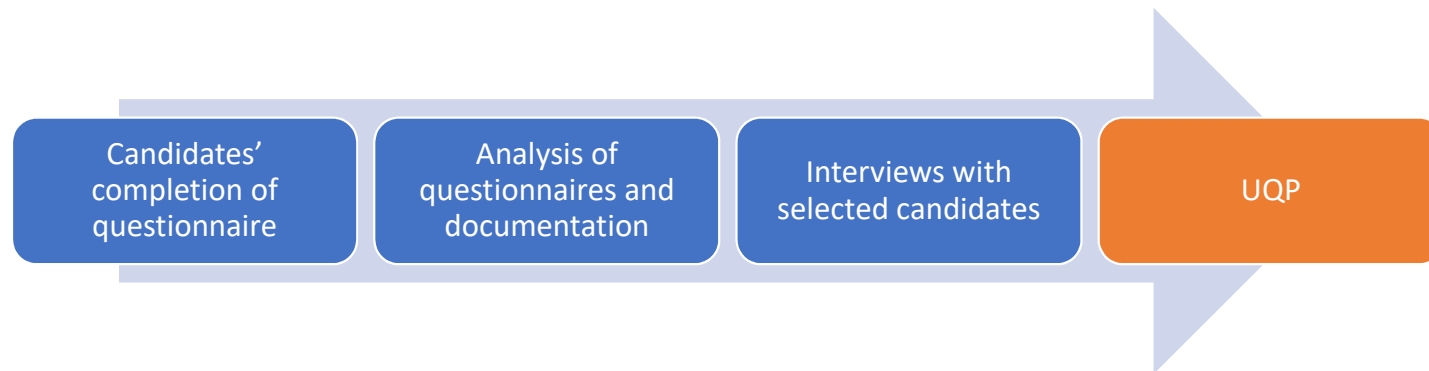 Candidates’
completion of
questionnaire
Analysis of
questionnaires and
documentation
Interviews with
selected candidates
UQP